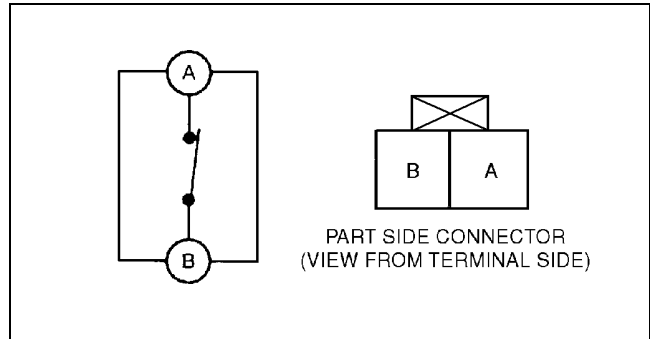 A
B
B A
PART SIDE CONNECTOR
(VIEW FROM TERMINAL SIDE)